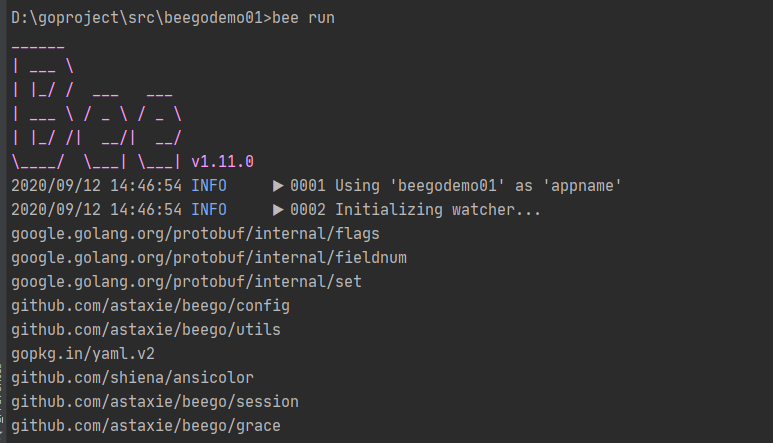 D:\goproject\src\beegodemo01>bee run
______
| ___ \
| |_/ /  ___   ___
| ___ \ / _ \ / _ \
| |_/ /|  __/|  __/
\____/  \___| \___| v1.11.0
2020/09/12 14:46:54 INFO     ▶ 0001 Using 'beegodemo01' as 'appname'
2020/09/12 14:46:54 INFO     ▶ 0002 Initializing watcher...
google.golang.org/protobuf/internal/flags
google.golang.org/protobuf/internal/fieldnum
google.golang.org/protobuf/internal/set
github.com/astaxie/beego/config
github.com/astaxie/beego/utils
gopkg.in/yaml.v2
github.com/shiena/ansicolor
github.com/astaxie/beego/session
github.com/astaxie/beego/grace